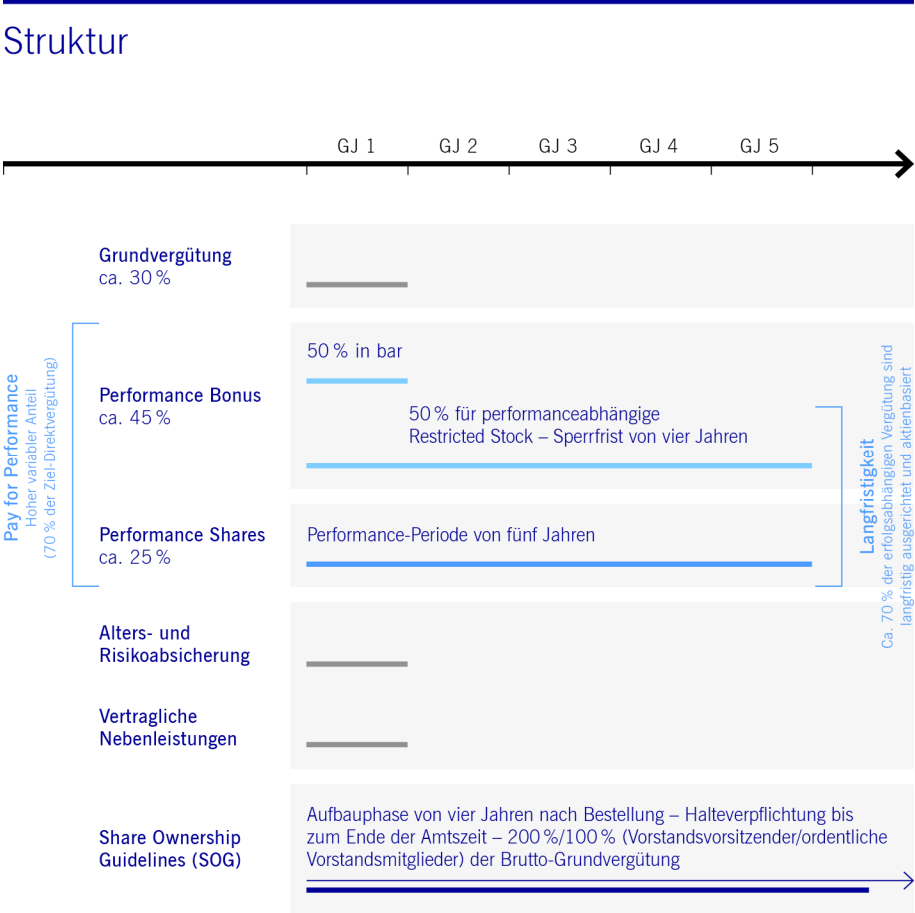 Struktur
GJ 1 GJ 2 GJ 3 GJ 4 GJ 5
Grundvergütung
ca. 30 %
Pay for Performance
Hoher variabler Anteil
(70 % der Ziel-Direktvergütung)
Performance Bonus
ca. 45 %
50 % in bar
50 % für performanceabhängige
Restricted Stock – Sperrfrist von vier Jahren
Performance Shares
ca. 25 %
Performance-Periode von fünf Jahren
Langfristigkeit
Ca. 70 % der erfolgsabhängigen Vergütung sind
langfristig ausgerichtet und aktienbasiert
Alters- und
Risikoabsicherung
Vertragliche
Nebenleistungen
Share Ownership
Guidelines (SOG)
Aufbauphase von vier Jahren nach Bestellung – Halteverpflichtung bis
zum Ende der Amtszeit – 200 %/100 % (Vorstandsvorsitzender/ordentliche
Vorstandsmitglieder) der Brutto-Grundvergütung